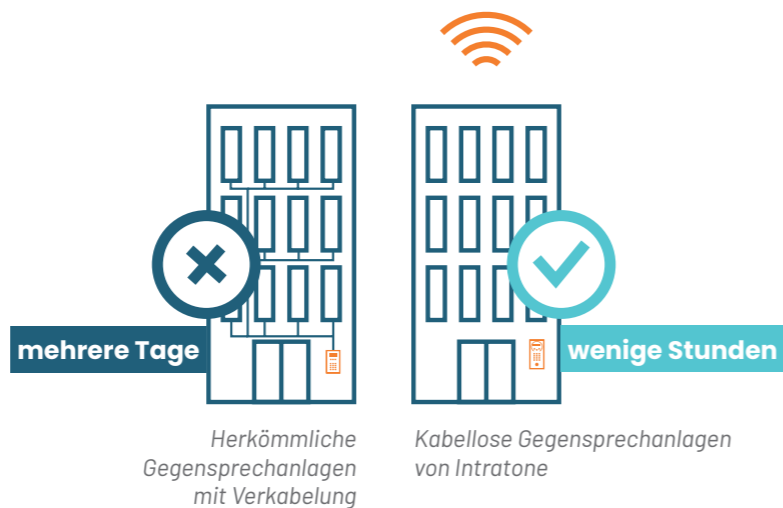 mehrere Tage
wenige Stunden
Herkömmliche
Gegensprechanlagen
mit Verkabelung
Kabellose Gegensprechanlagen
von Intratone